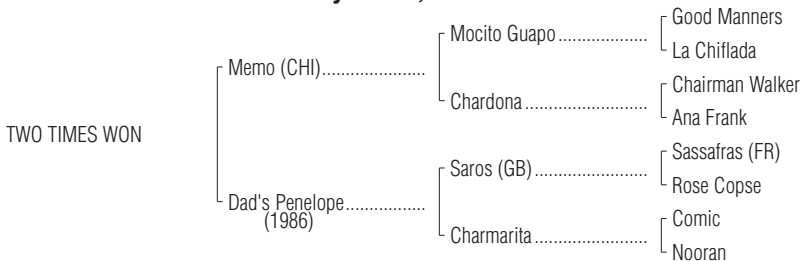 Good Manners
Mocito Guapo....................
La Chiflada
Memo (CHI)......................
Chairman Walker
Chardona..........................
Ana Frank
TWO TIMES WON
Sassafras (FR)
Saros (GB)........................
Rose Copse
Dad's Penelope.................
(1986)
Comic
Charmarita........................
Nooran